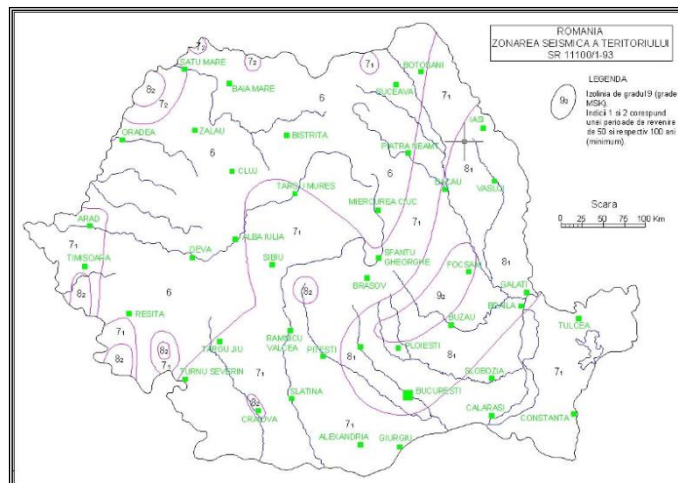 ROMANIA
ZONAREA SEISMICA A TERITORIULUI
SR 11100/1-93
LEGENDA
9₂
Izolinia de gradul 9 (grade
MSK).
Indicii 1 si 2 corespund
unei perioade de revenire
de 50 si respectiv 100 ani
(minimum).
Scara
0 25 50 100 Km
7₂
7₂
7₁
SATU MARE
BOTOSANI
8₂
7₂
BAIA MARE
6
SUCEAVA
7₁
IASI
ORADEA
ZALAU
BISTRITA
PIATRA NEAMT
6
CLUJ
6
8₁
TARGU MURES
BACAU
VASLUI
MIERCUREA CIUC
ARAD
7₁
7₁
7₁
ALBA IULIA
TIMISOARA
DEVA
SIBIU
SFANTU
GHEORGHE
FOCSANI
8₁
8₂
6
8₂
BRASOV
9₂
GALATI
BRAILA
RESITA
TULCEA
7₁
BUZAU
8₂
8₂
TARGU JIU
RAMNICU
VALCEA
PITESTI
8₁
PLOIESTI
8₁
7₁
7₁
TURNU SEVERIN
7₁
SLOBOZIA
SLATINA
BUCURESTI
8₂
CRAIOVA
CALARASI
CONSTANTA
7₁
ALEXANDRIA
GIURGIU